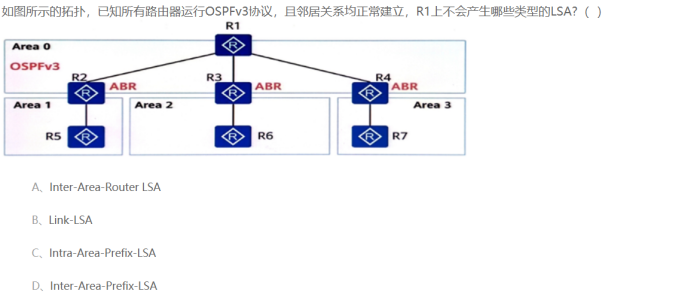 如图所示的拓扑，已知所有路由器运行OSPFv3协议，且邻居关系均正常建立，R1上不会产生哪些类型的LSA？（ ）
R1
Area 0
OSPFv3
R2 ABR R3 ABR R4 ABR
Area 1 Area 2 Area 3
R5 R6 R7
A、Inter-Area-Router LSA
B、Link-LSA
C、Intra-Area-Prefix-LSA
D、Inter-Area-Prefix-LSA